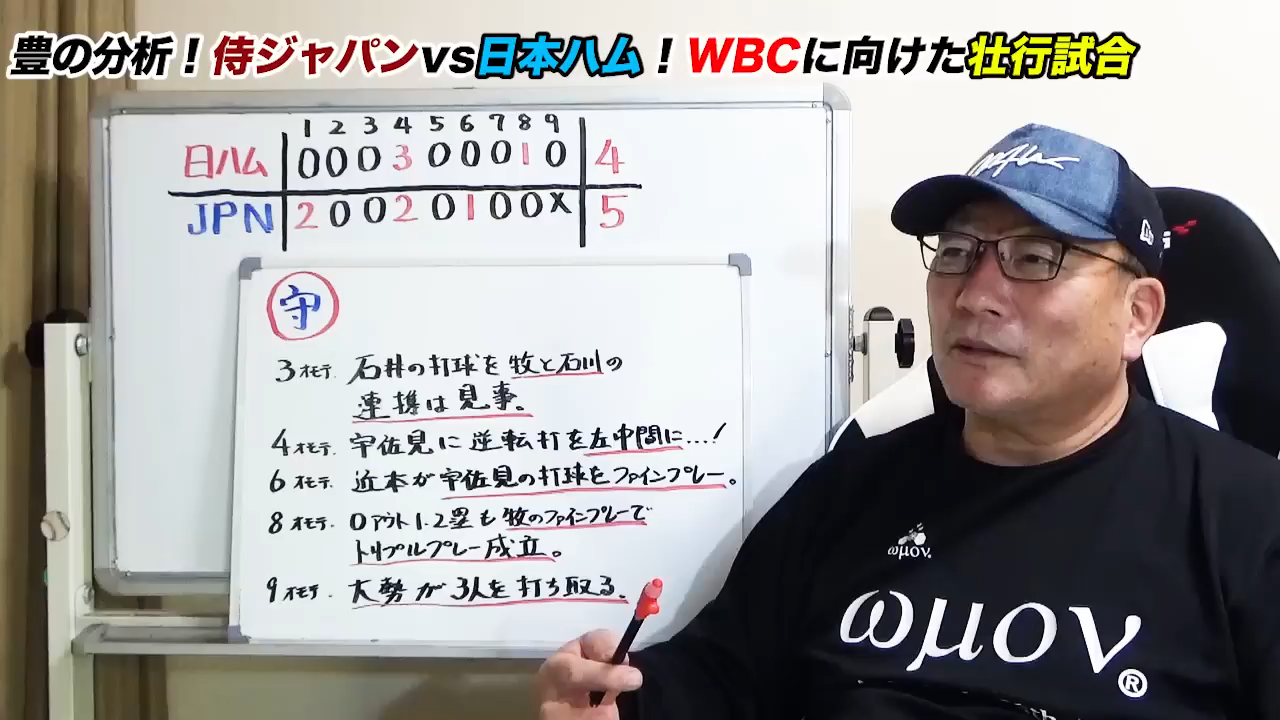 豊の分析！侍ジャパンvs日本ハム！WBCに向けた壮行試合
1 2 3 4 5 6 7 8 9
日ハム 0 0 0 3 0 0 0 1 0 4
JPN 2 0 0 2 0 1 0 0 x 5
守
3オモテ. 石井の打球を牧と石川の
連携は見事。
4オモテ. 宇佐見に逆転打を左中間に…！
6オモテ. 近本が宇佐見の打球をファインプレー。
8オモテ. 0アウト1.2塁も牧のファインプレーで
トリプルプレー成立。
9オモテ. 大勢が3人を打ち取る。
ωμον.
ωμον®